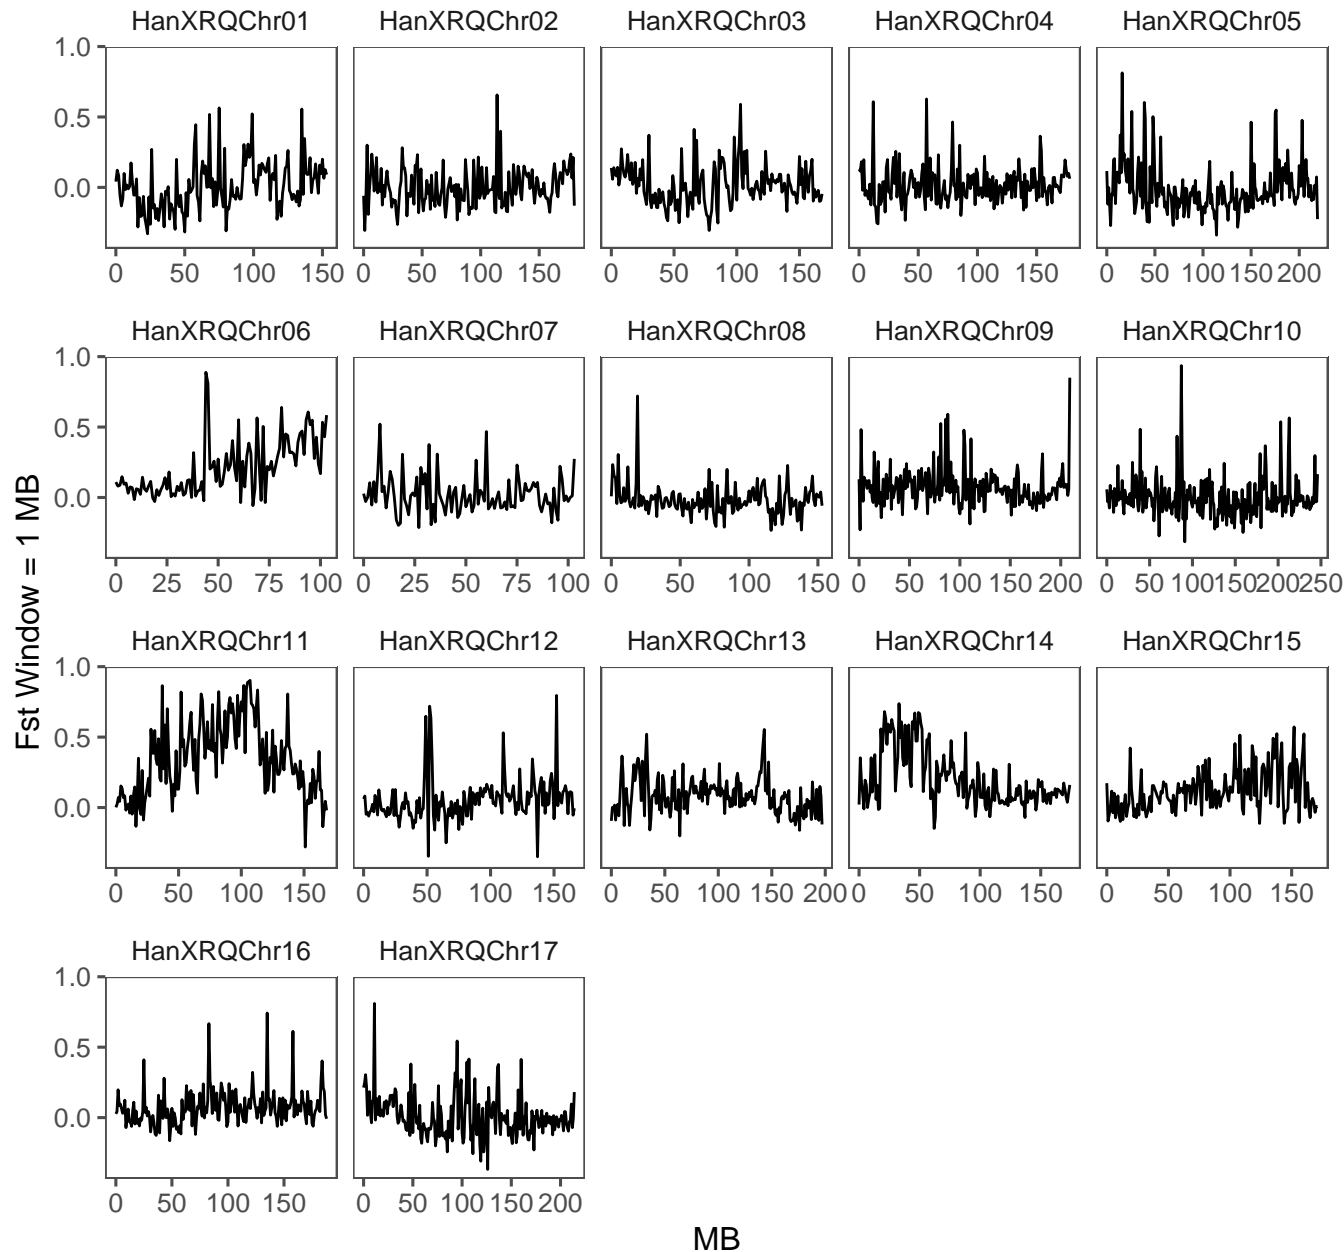 HanXRQChr01 HanXRQChr02 HanXRQChr03 HanXRQChr04 HanXRQChr05
1.0
0.5
0.0
0 50 100 150 0 50 100 150 0 50 100 150 0 50 100 150 0 50 100 150 200
HanXRQChr06 HanXRQChr07 HanXRQChr08 HanXRQChr09 HanXRQChr10
1.0
0.5
0.0
0 25 50 75 100 0 25 50 75 100 0 50 100 150 0 50 100 150 200 0 50 100 150 200 250
Fst Window = 1 MB
HanXRQChr11 HanXRQChr12 HanXRQChr13 HanXRQChr14 HanXRQChr15
1.0
0.5
0.0
0 50 100 150 0 50 100 150 0 50 100 150 200 0 50 100 150 0 50 100 150
HanXRQChr16 HanXRQChr17
1.0
0.5
0.0
0 50 100 150 0 50 100 150 200
MB